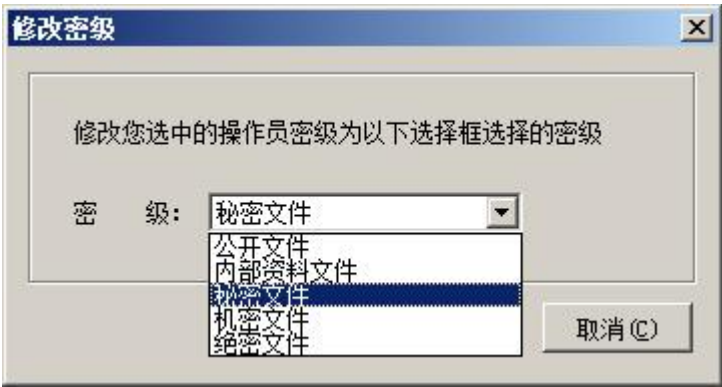 修改密级
修改您选中的操作员密级为以下选择框选择的密级
密 级: 秘密文件
公开文件
内部资料文件
秘密文件
机密文件
绝密文件
取消(C)